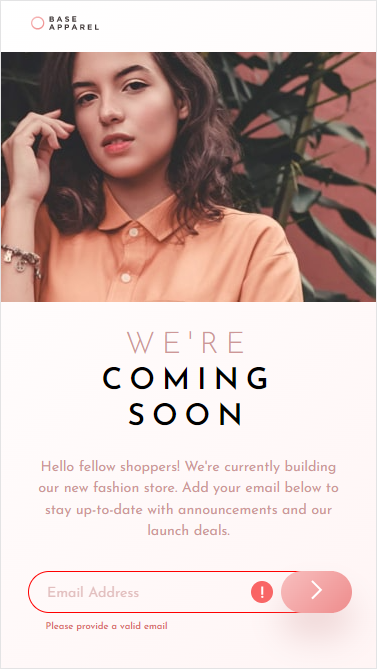 BASE
APPAREL
WE'RE
COMING
SOON
Hello fellow shoppers! We're currently building
our new fashion store. Add your email below to
stay up-to-date with announcements and our
launch deals.
Email Address
!
Please provide a valid email